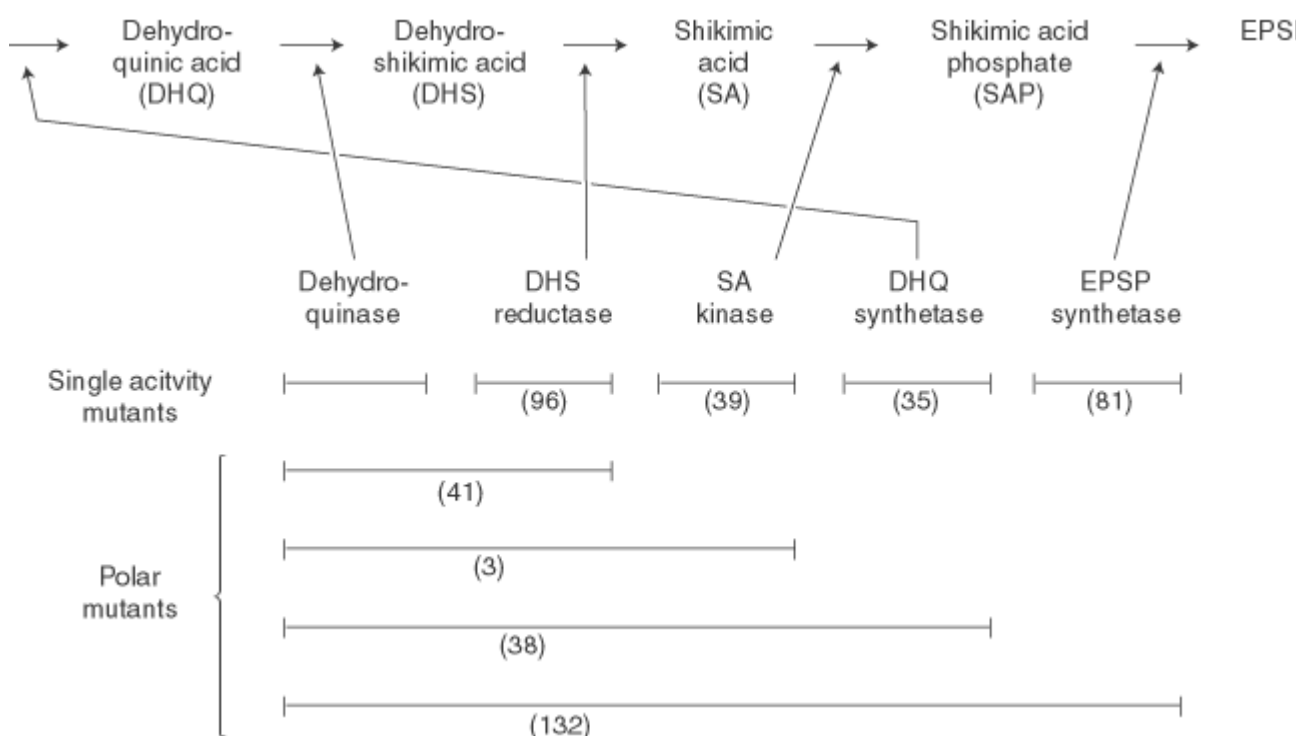 Dehydro-
quinic acid
(DHQ)
Dehydro-
shikimic acid
(DHS)
Shikimic
acid
(SA)
Shikimic acid
phosphate
(SAP)
EPSI
Dehydro-
quinase
DHS
reductase
SA
kinase
DHQ
synthetase
EPSP
synthetase
Single acitvity
mutants
(96)
(39)
(35)
(81)
Polar
mutants
(41)
(3)
(38)
(132)